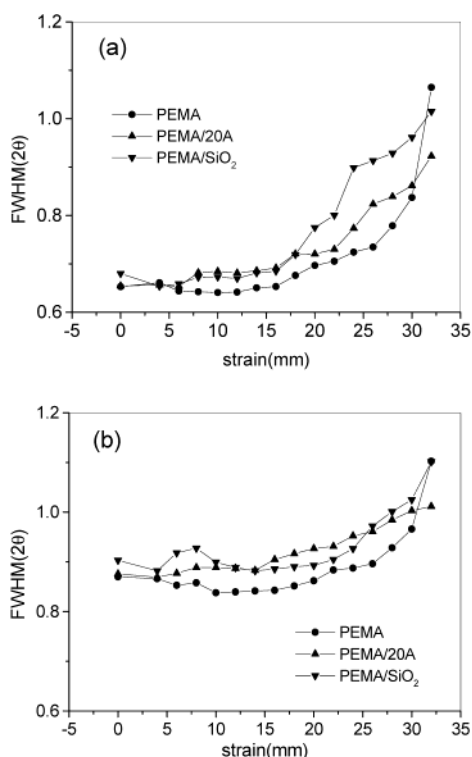 (a)
PEMA
PEMA/20A
PEMA/SiO₂
FWHM(2θ)
1.2
1.0
0.8
0.6
-5 0 5 10 15 20 25 30 35
strain(mm)
(b)
PEMA
PEMA/20A
PEMA/SiO₂
FWHM(2θ)
1.2
1.0
0.8
0.6
-5 0 5 10 15 20 25 30 35
strain(mm)